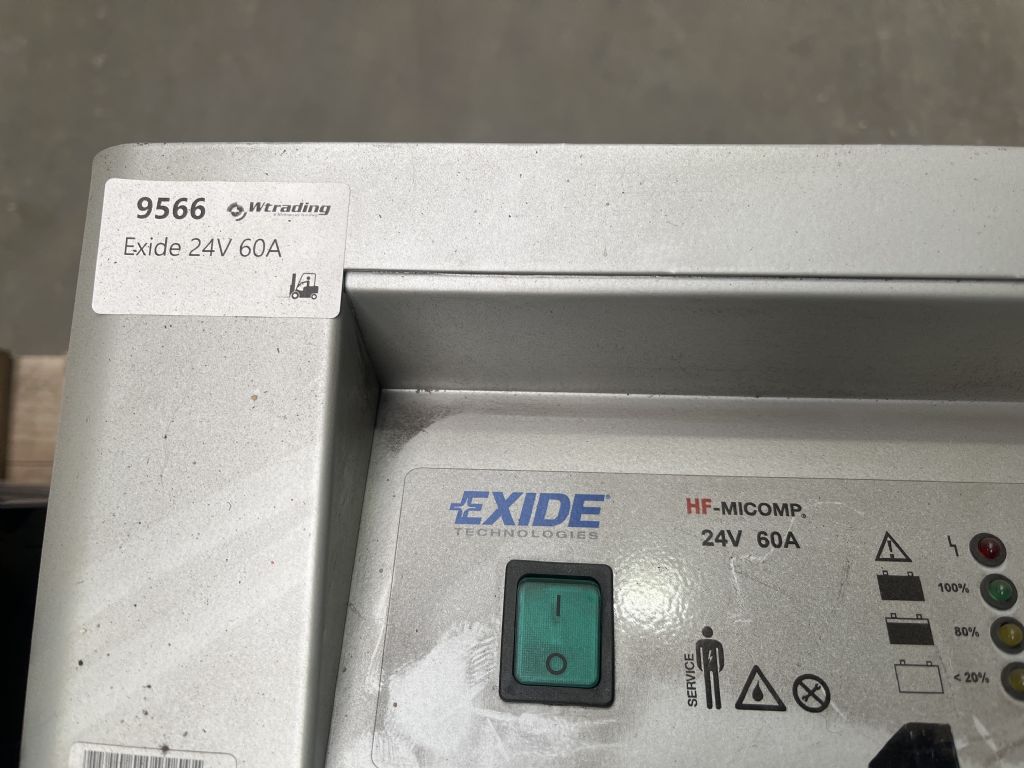 9566 Wtrading
Exide 24V 60A
EXIDE®
TECHNOLOGIES
HF-MICOMP®
24V 60A
100%
80%
< 20%
SERVICE
I
O